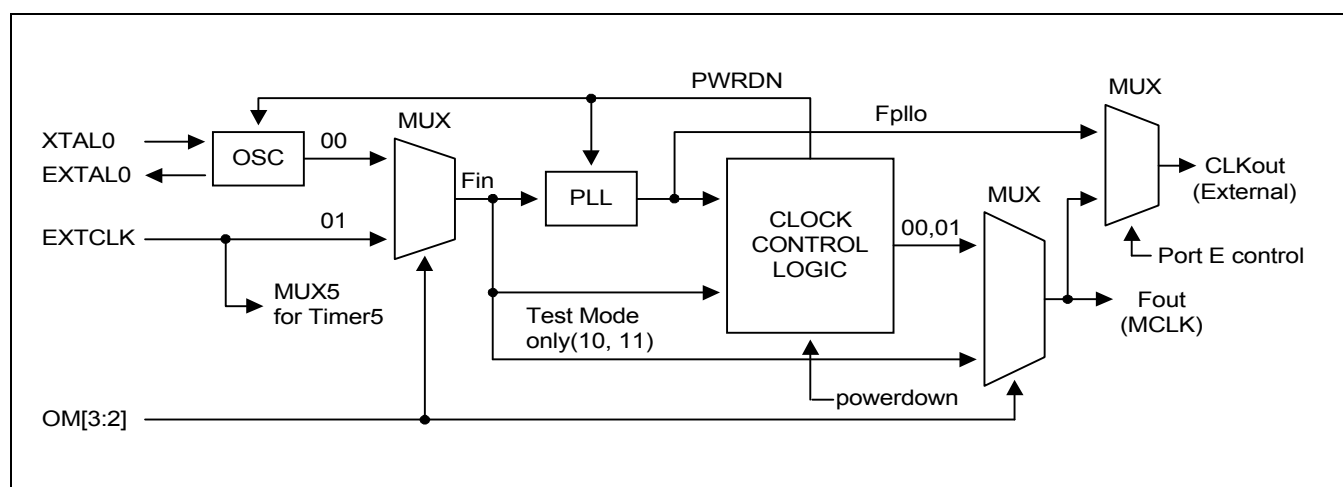 PWRDN
MUX
Fpllo
MUX
XTAL0
OSC
00
EXTAL0
CLKout
(External)
Fin
PLL
MUX
CLOCK
CONTROL
LOGIC
00,01
EXTCLK
01
Port E control
MUX5
for Timer5
Test Mode
only(10, 11)
Fout
(MCLK)
powerdown
OM[3:2]